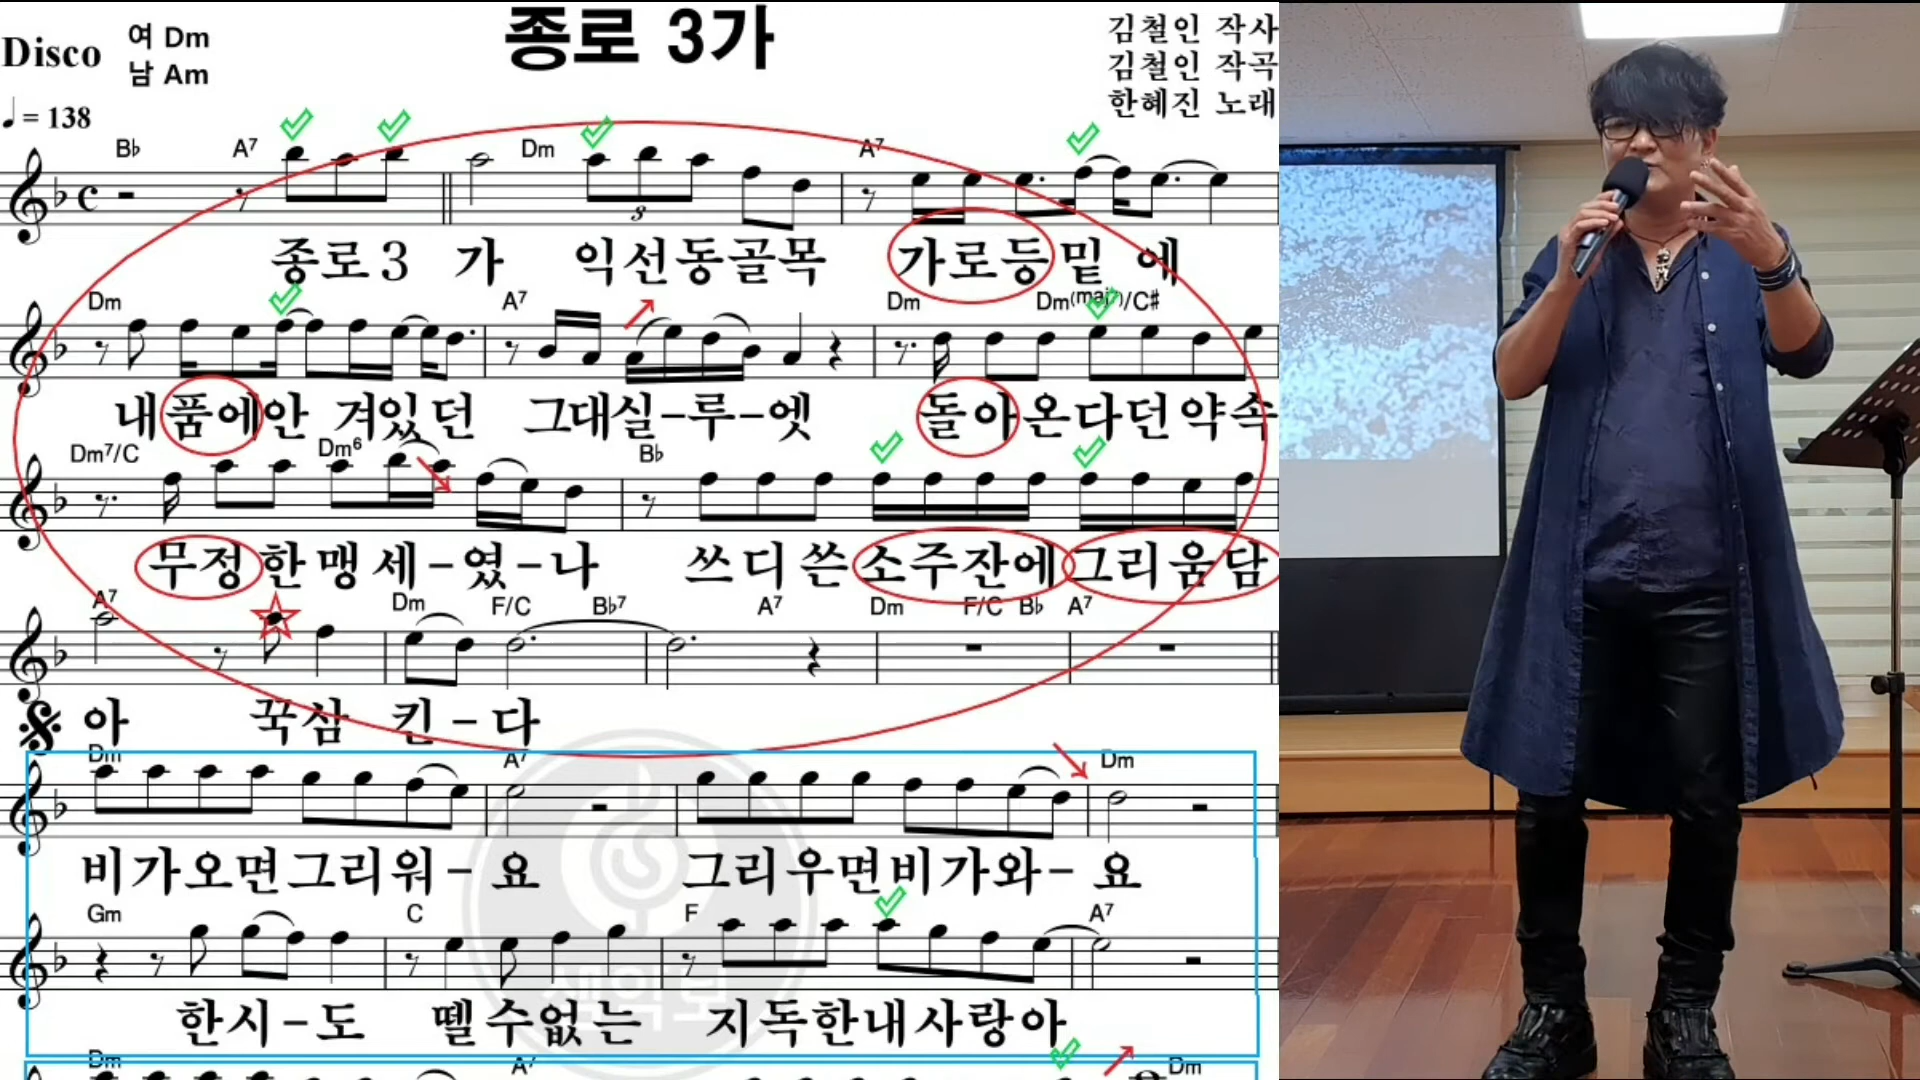 종로 3가
Disco
여 Dm
남 Am
김철인 작사
김철인 작곡
한혜진 노래
♩= 138
B♭ A7 Dm A7
3
종로3 가 익선동골목 가로등 밑 에
Dm A7 Dm Dm(maj7)/C#
내품에안 겨있던 그대실-루-엣 돌아온다던약속
Dm7/C Dm6 B♭
무정한맹세-였-나 쓰디쓴소주잔에그리움담
A7 Dm F/C B♭7 A7 Dm F/C B♭ A7
아 꾹삼 킨-다
Dm A7 Dm
비가오면그리워-요 그리우면비가와-요
Gm C F A7
한시-도 뗄수없는 지독한내사랑아
Dm A7 Dm